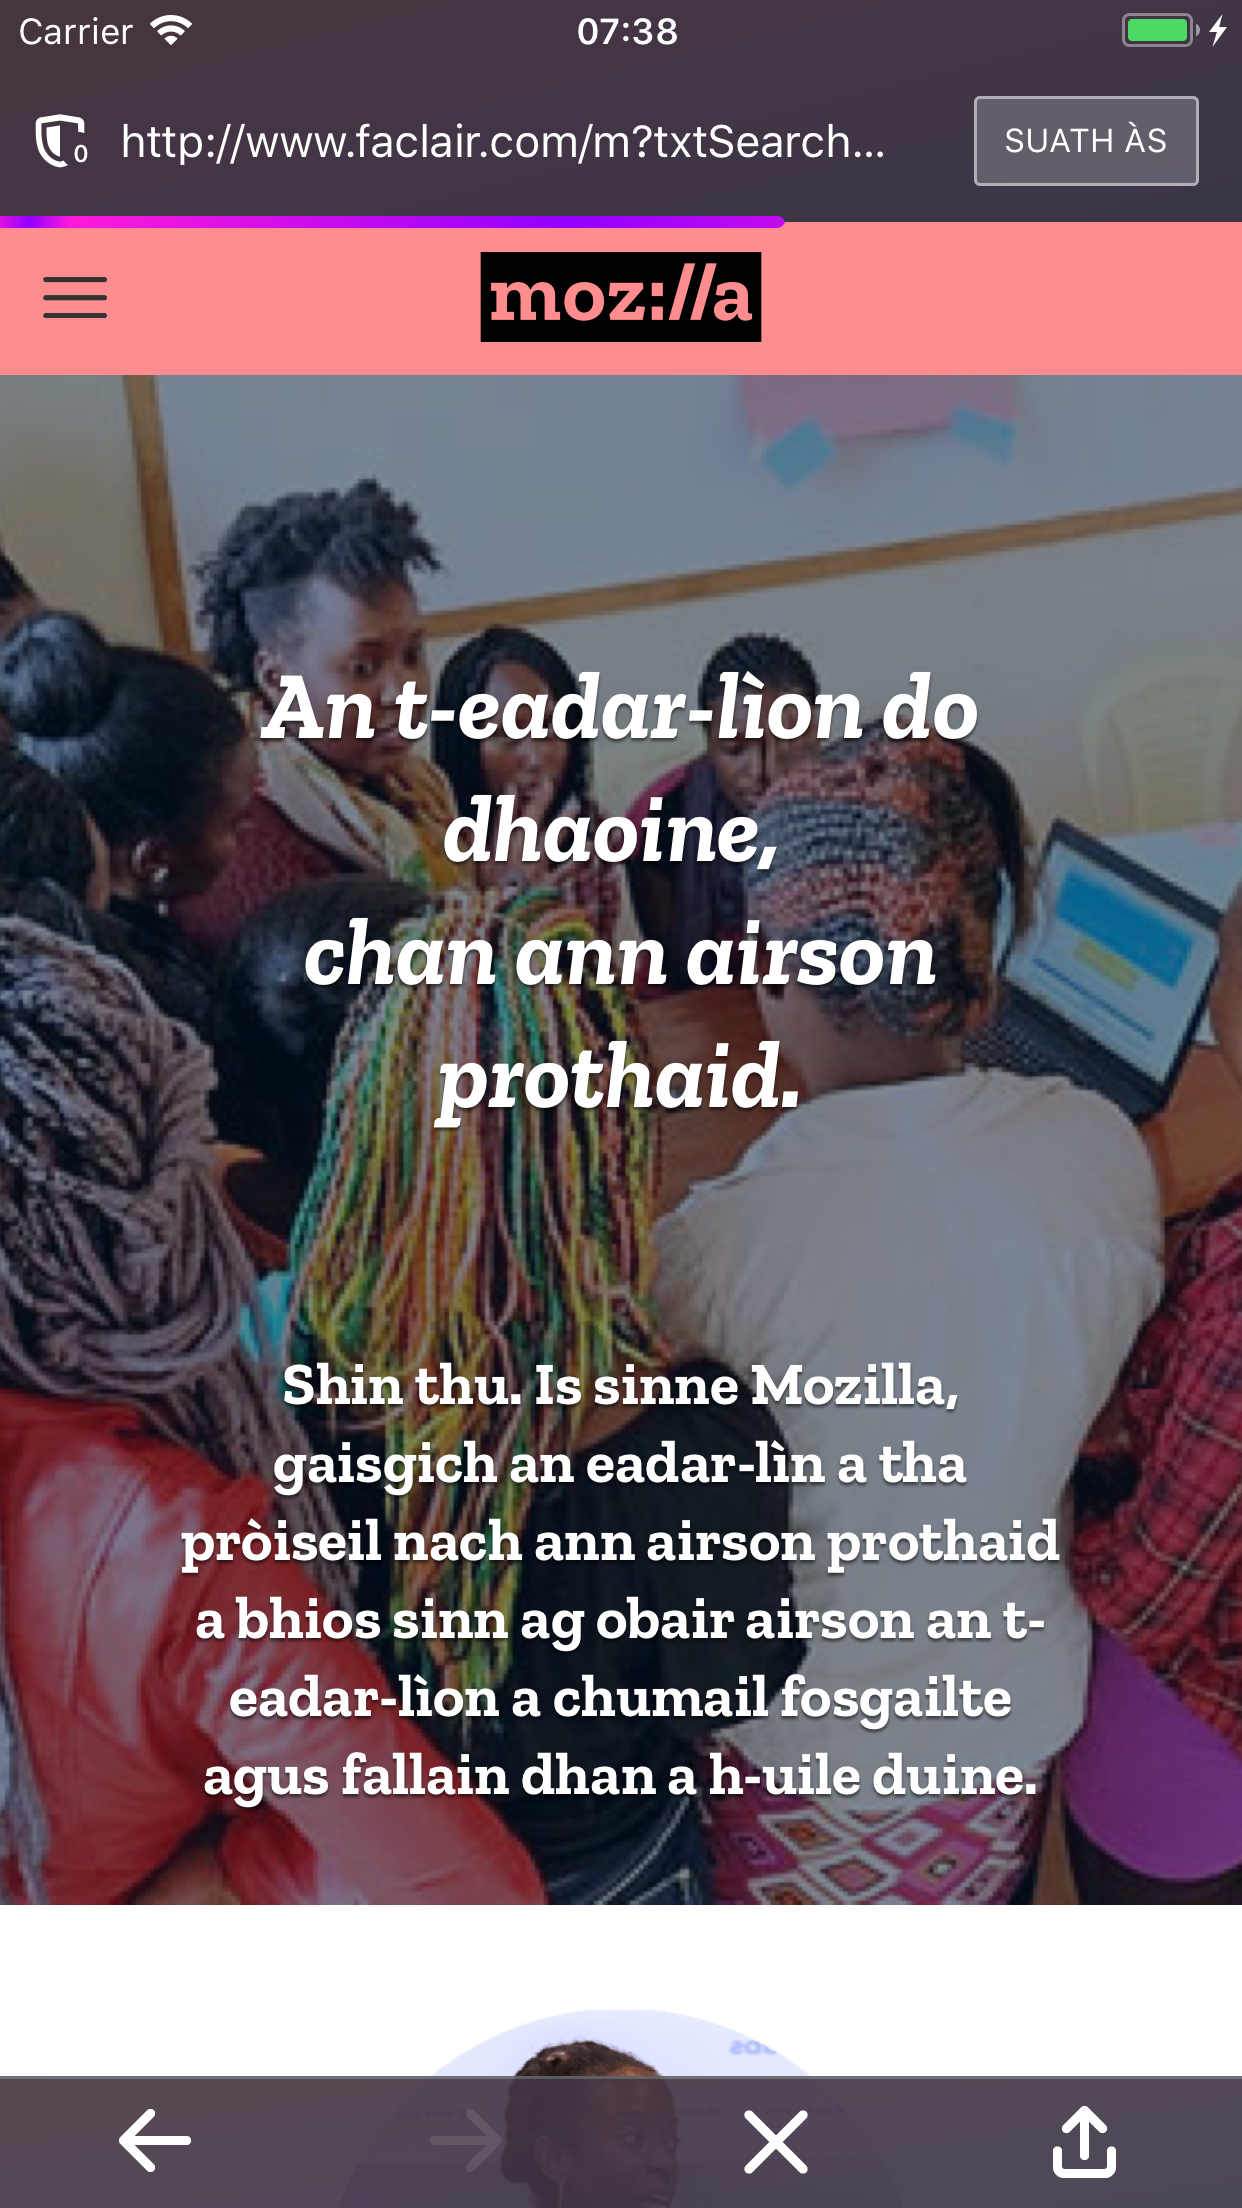 Carrier 07:38
0 http://www.faclair.com/m?txtSearch... SUATH ÀS
moz://a
An t-eadar-lìon do
dhaoine,
chan ann airson
prothaid.
Shin thu. Is sinne Mozilla,
gaisgich an eadar-lìn a tha
pròiseil nach ann airson prothaid
a bhios sinn ag obair airson an t-
eadar-lìon a chumail fosgailte
agus fallain dhan a h-uile duine.